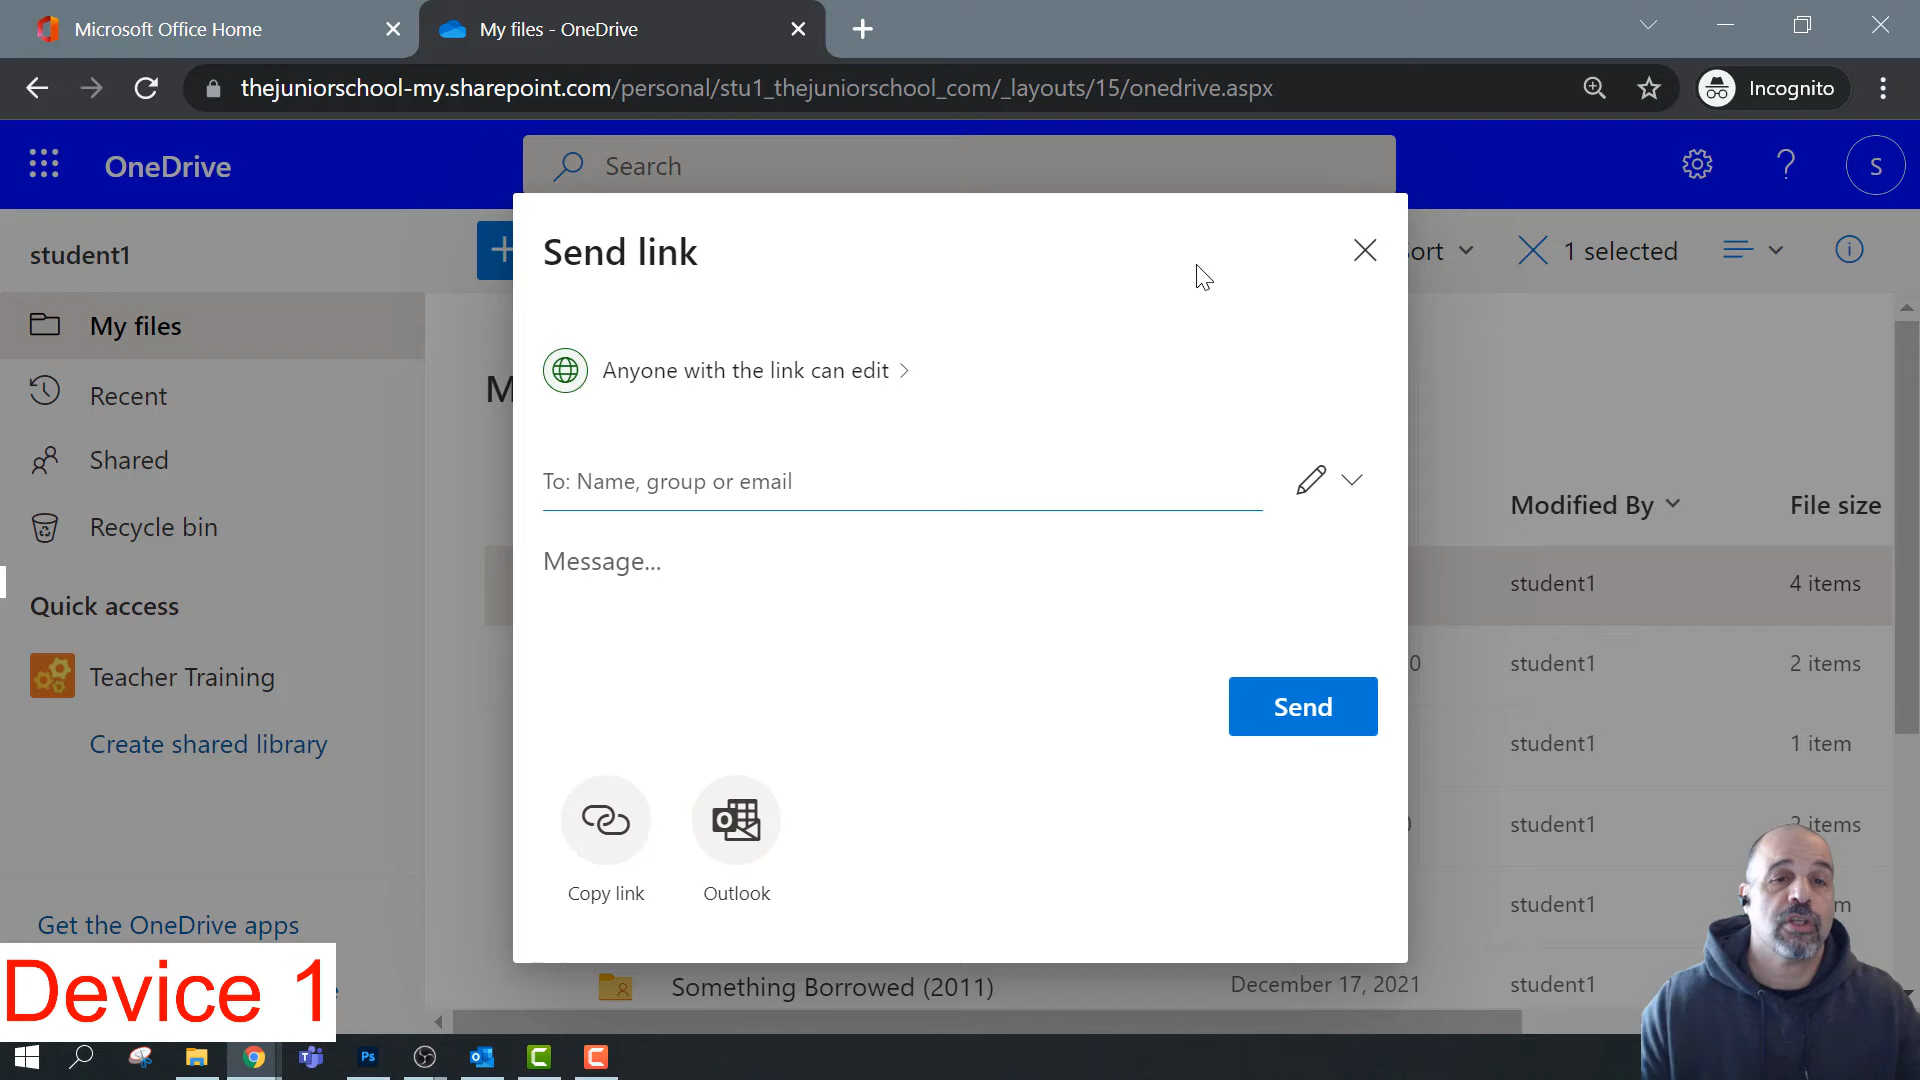 Microsoft Office Home
My files - OneDrive
thejuniorschool-my.sharepoint.com/personal/stu1_thejuniorschool_com/_layouts/15/onedrive.aspx
Incognito
OneDrive
Search
S
student1
Send link
ort
1 selected
My files
M
Anyone with the link can edit
Recent
Shared
To: Name, group or email
Modified By
File size
Recycle bin
Message...
student1
4 items
Quick access
Teacher Training
0
student1
2 items
Send
Create shared library
student1
1 item
student1
items
Copy link
Outlook
student1
m
Get the OneDrive apps
Device 1
Something Borrowed (2011)
December 17, 2021
student1
Ps